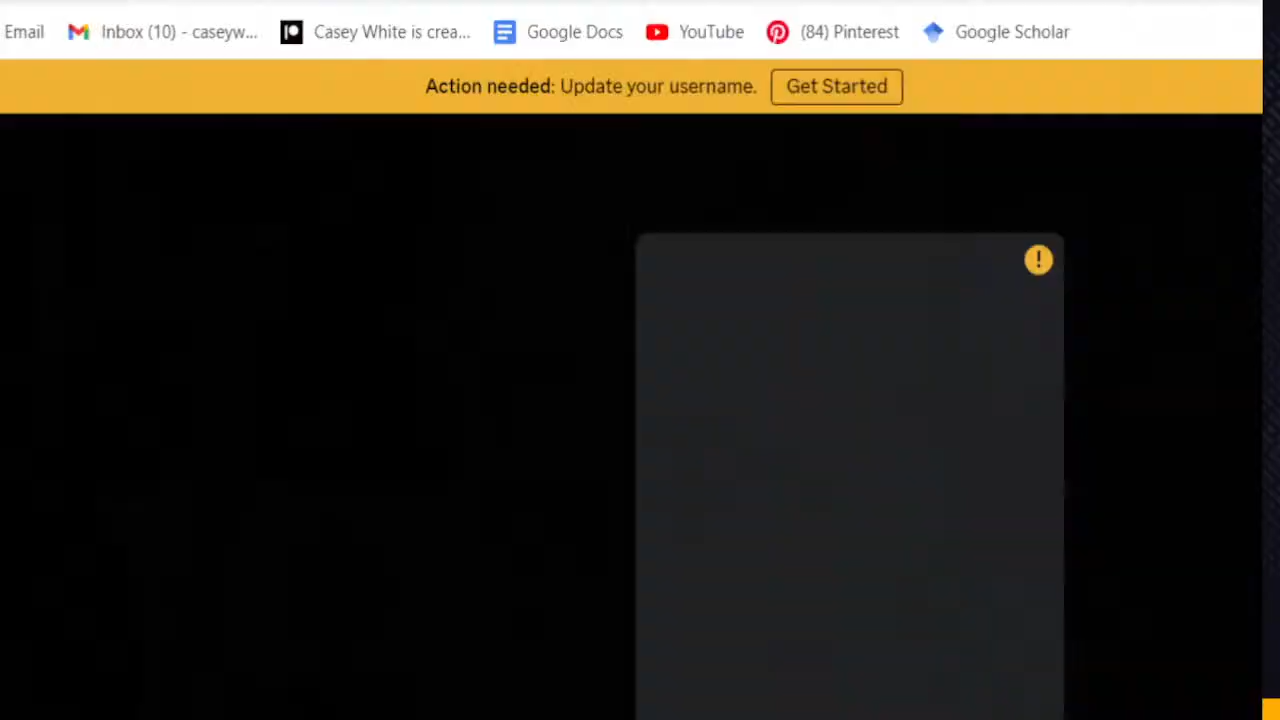 Email Inbox (10) - caseyw... Casey White is crea... Google Docs YouTube (84) Pinterest Google Scholar
Action needed: Update your username. Get Started
!